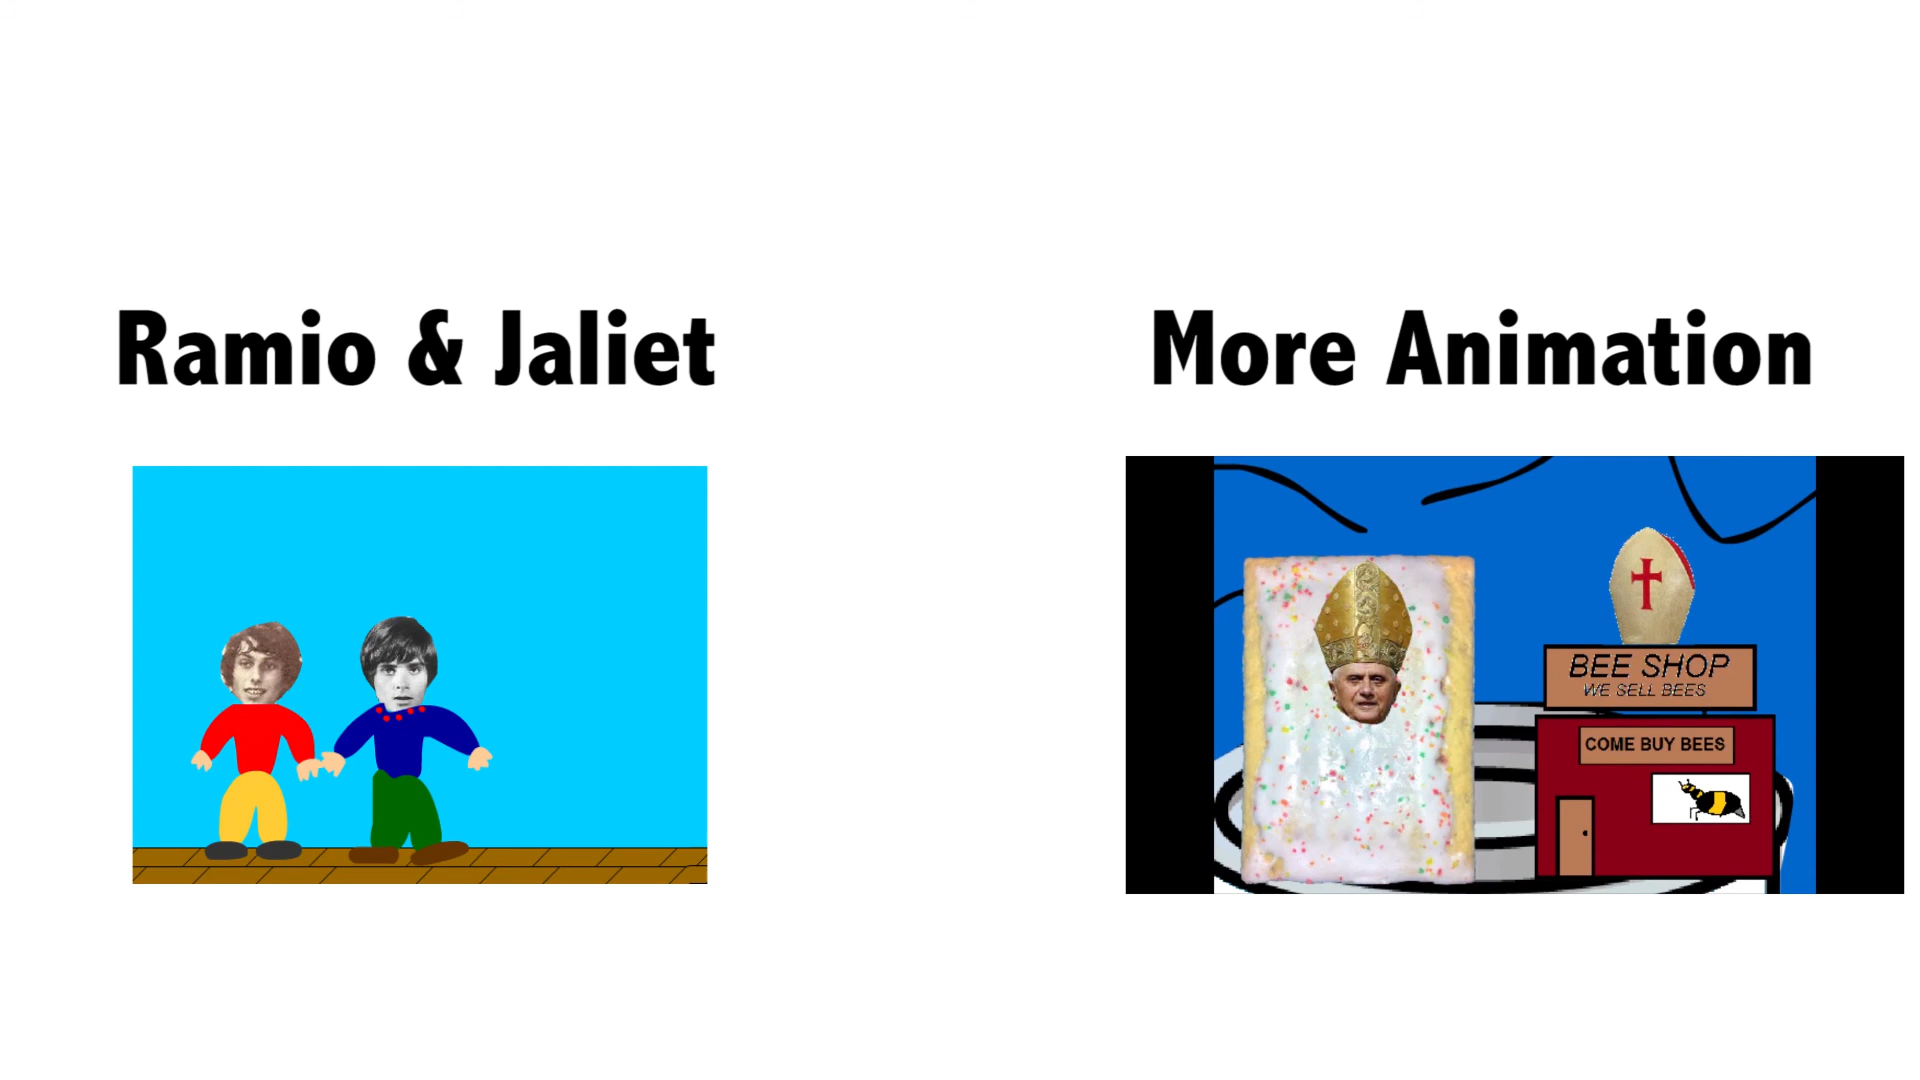 Ramio & Jaliet
More Animation
BEE SHOP
WE SELL BEES
COME BUY BEES